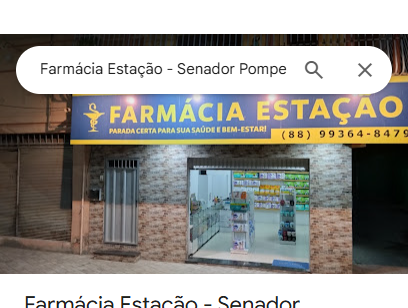 Farmácia Estação - Senador Pompe
FARMÁCIA ESTAÇÃO
PARADA CERTA PARA SUA SAÚDE E BEM-ESTAR!
(88) 99364-8479
Farmácia Estação - Senador